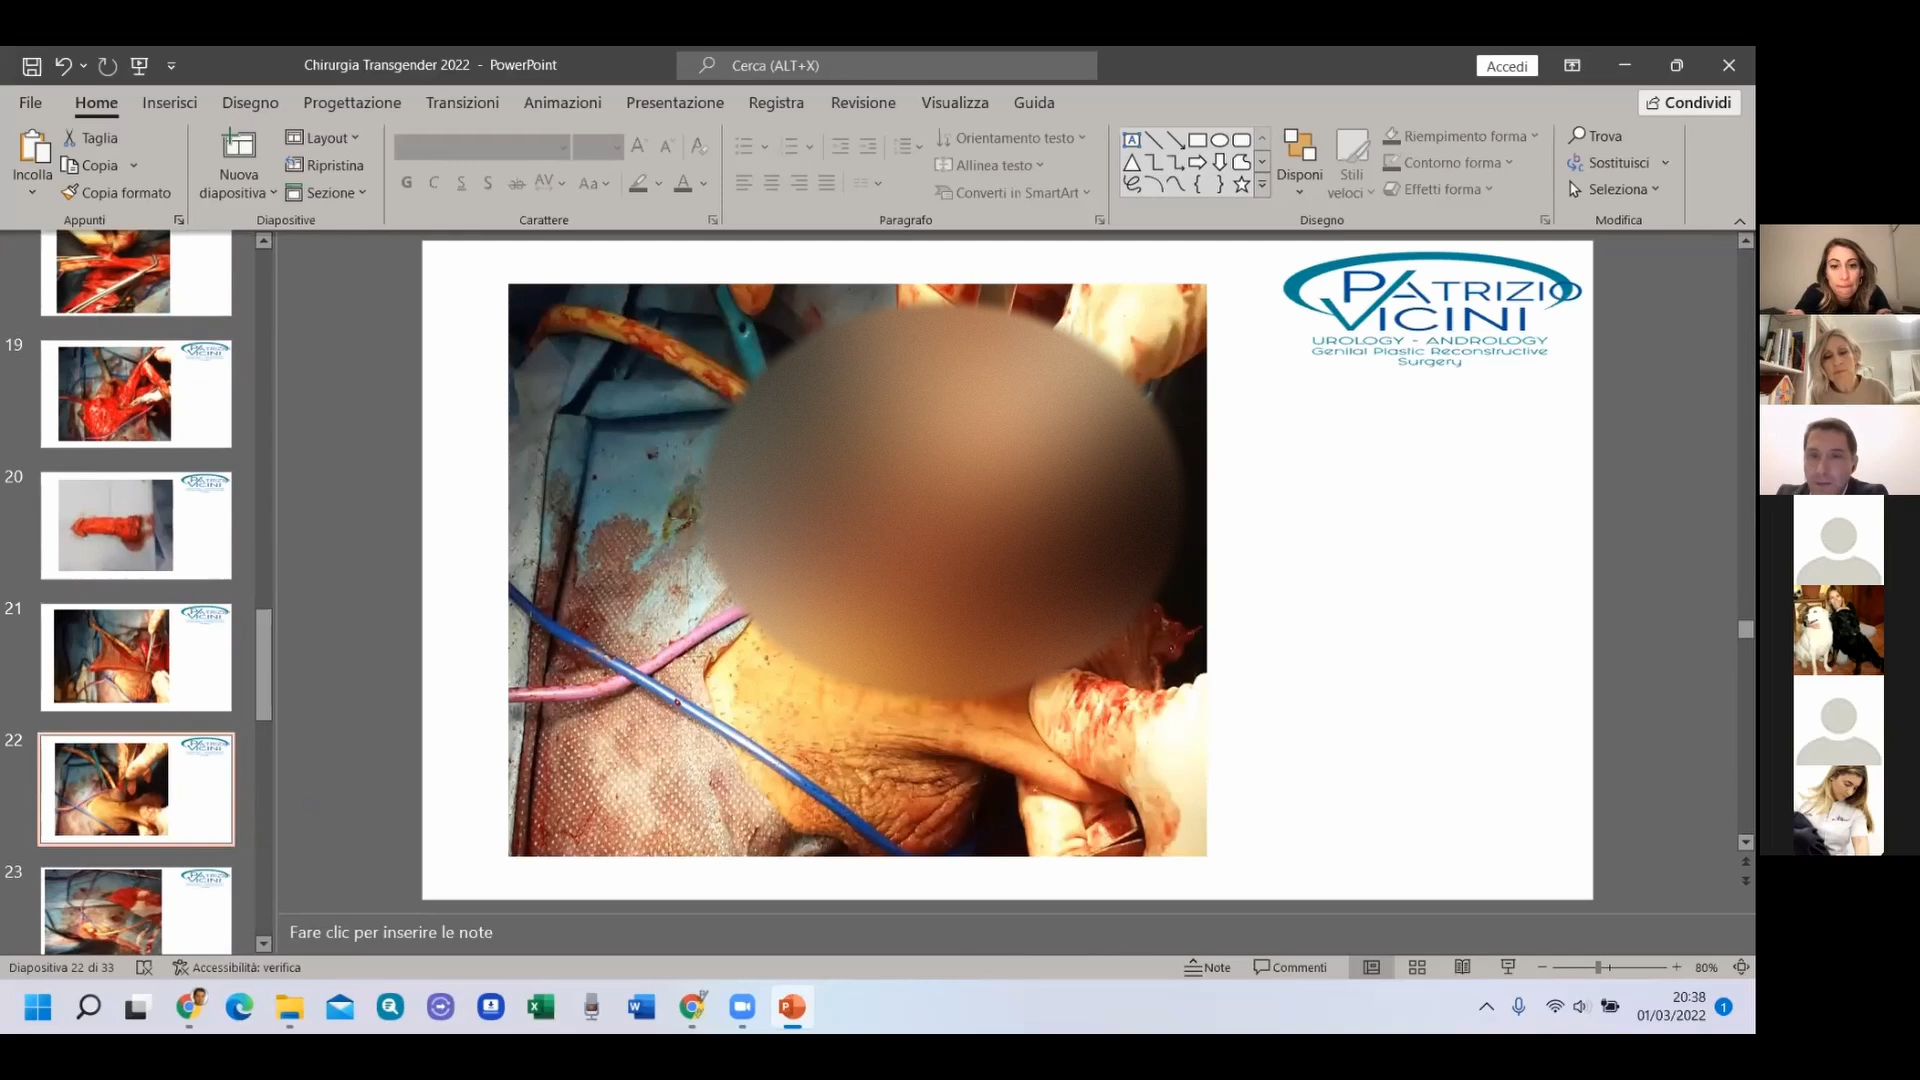 Chirurgia Transgender 2022 - PowerPoint
Cerca (ALT+X)
Accedi
File
Home
Inserisci
Disegno
Progettazione
Transizioni
Animazioni
Presentazione
Registra
Revisione
Visualizza
Guida
Condividi
Incolla
Taglia
Copia
Copia formato
Appunti
Nuova
diapositiva
Layout
Ripristina
Sezione
Diapositive
G C S S ab AV Aa A
Carattere
Orientamento testo
Allinea testo
Converti in SmartArt
Paragrafo
Disponi
Stili
veloci
Riempimento forma
Contorno forma
Effetti forma
Disegno
Trova
Sostituisci
Seleziona
Modifica
19
20
21
22
23
PATRIZIO
VICINI
UROLOGY - ANDROLOGY
Genital Plastic Reconstructive
Surgery
Fare clic per inserire le note
Diapositiva 22 di 33
Accessibilità: verifica
Note
Commenti
80%
20:38
01/03/2022
1